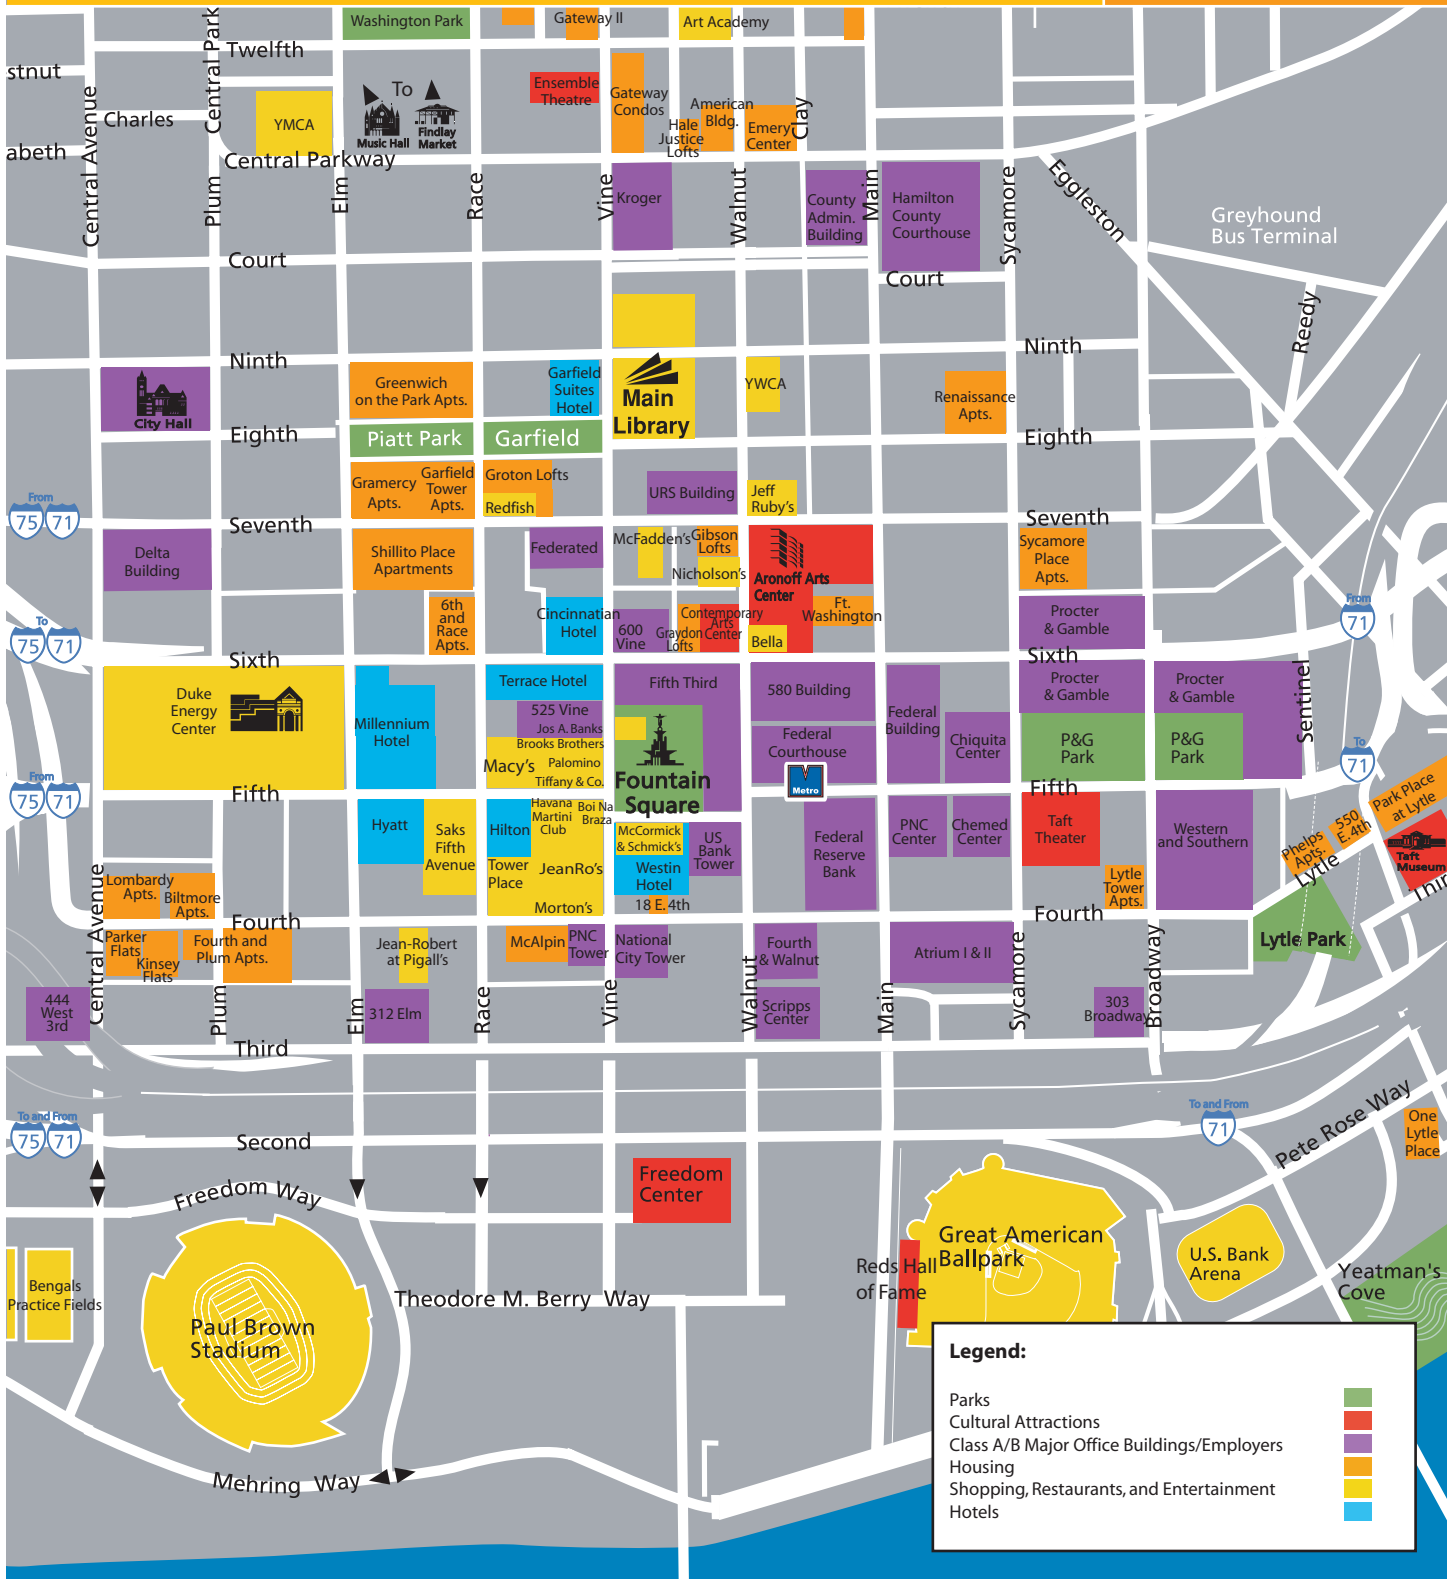 Washington Park
Gateway II
Art Academy
Twelfth
stnut
Central Park
Central Avenue
Charles
YMCA
To
Music Hall
Findlay
Market
Ensemble
Theatre
Gateway
Condos
American
Bldg.
Hale
Justice
Lofts
Emery
Center
Clay
abeth
Central Parkway
Plum
Elm
Race
Vine
Walnut
Main
Sycamore
Eggleston
Kroger
County
Admin.
Building
Hamilton
County
Courthouse
Greyhound
Bus Terminal
Court
Court
Reedy
Ninth
Ninth
City Hall
Greenwich
on the Park Apts.
Garfield
Suites
Hotel
Main
Library
YWCA
Renaissance
Apts.
Eighth
Piatt Park
Garfield
Eighth
Gramercy
Apts.
Garfield
Tower
Apts.
Groton Lofts
Redfish
URS Building
Jeff
Ruby's
From
75
71
Seventh
Seventh
Delta
Building
Shillito Place
Apartments
Federated
McFadden's
Gibson
Lofts
Nicholson's
Aronoff Arts
Center
Sycamore
Place
Apts.
6th
and
Race
Apts.
Cincinnatian
Hotel
600
Vine
Graydon
Lofts
Contemporary
Arts
Center
Bella
Ft.
Washington
Procter
& Gamble
From
71
To
75
71
Sixth
Sixth
Duke
Energy
Center
Millennium
Hotel
Terrace Hotel
525 Vine
Jos A. Banks
Brooks Brothers
Macy's
Palomino
Tiffany & Co.
Fifth Third
Fountain
Square
580 Building
Federal
Courthouse
Metro
Federal
Building
Chiquita
Center
Procter
& Gamble
P&G
Park
Procter
& Gamble
P&G
Park
Sentinel
To
71
From
75
71
Fifth
Fifth
Hyatt
Saks
Fifth
Avenue
Hilton
Havana
Martini
Club
Boi Na
Braza
Tower
Place
JeanRo's
Morton's
McCormick
& Schmick's
Westin
Hotel
US
Bank
Tower
18 E. 4th
Federal
Reserve
Bank
PNC
Center
Chemed
Center
Taft
Theater
Lytle
Tower
Apts.
Western
and Southern
Phelps
Apts.
550
E. 4th
Park Place
at Lytle
Taft
Museum
Lytle
Thir
Lombardy
Apts.
Biltmore
Apts.
Fourth
Fourth
Central Avenue
Parker
Flats
Kinsey
Flats
Fourth and
Plum Apts.
Jean-Robert
at Pigall's
McAlpin
PNC
Tower
National
City Tower
Fourth
& Walnut
Atrium I & II
Lytle Park
444
West
3rd
Plum
Elm
312 Elm
Race
Vine
Walnut
Scripps
Center
Main
Sycamore
303
Broadway
Broadway
Third
To and From
75
71
Second
To and From
71
Pete Rose Way
One
Lytle
Place
Freedom Way
Freedom
Center
Great American
Ballpark
Reds Hall
of Fame
U.S. Bank
Arena
Yeatman's
Cove
Bengals
Practice Fields
Paul Brown
Stadium
Theodore M. Berry Way
Mehring Way
Legend:
Parks
Cultural Attractions
Class A/B Major Office Buildings/Employers
Housing
Shopping, Restaurants, and Entertainment
Hotels